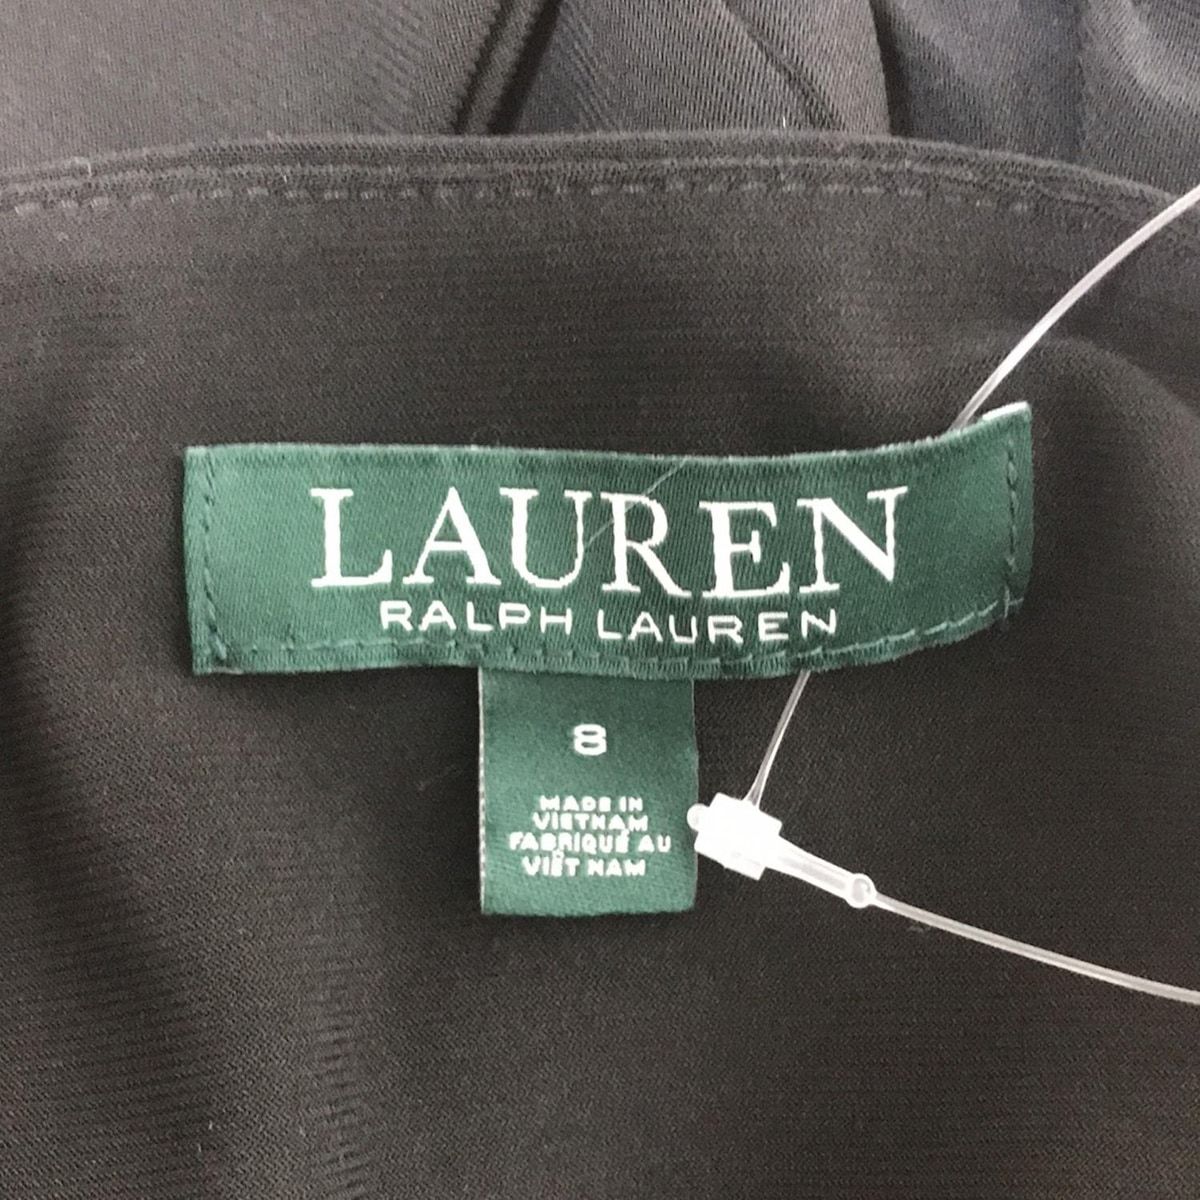 LAUREN
RALPH LAUREN
8
MADE IN
VIETNAM
FABRIQUÉ AU
VIÊT NAM